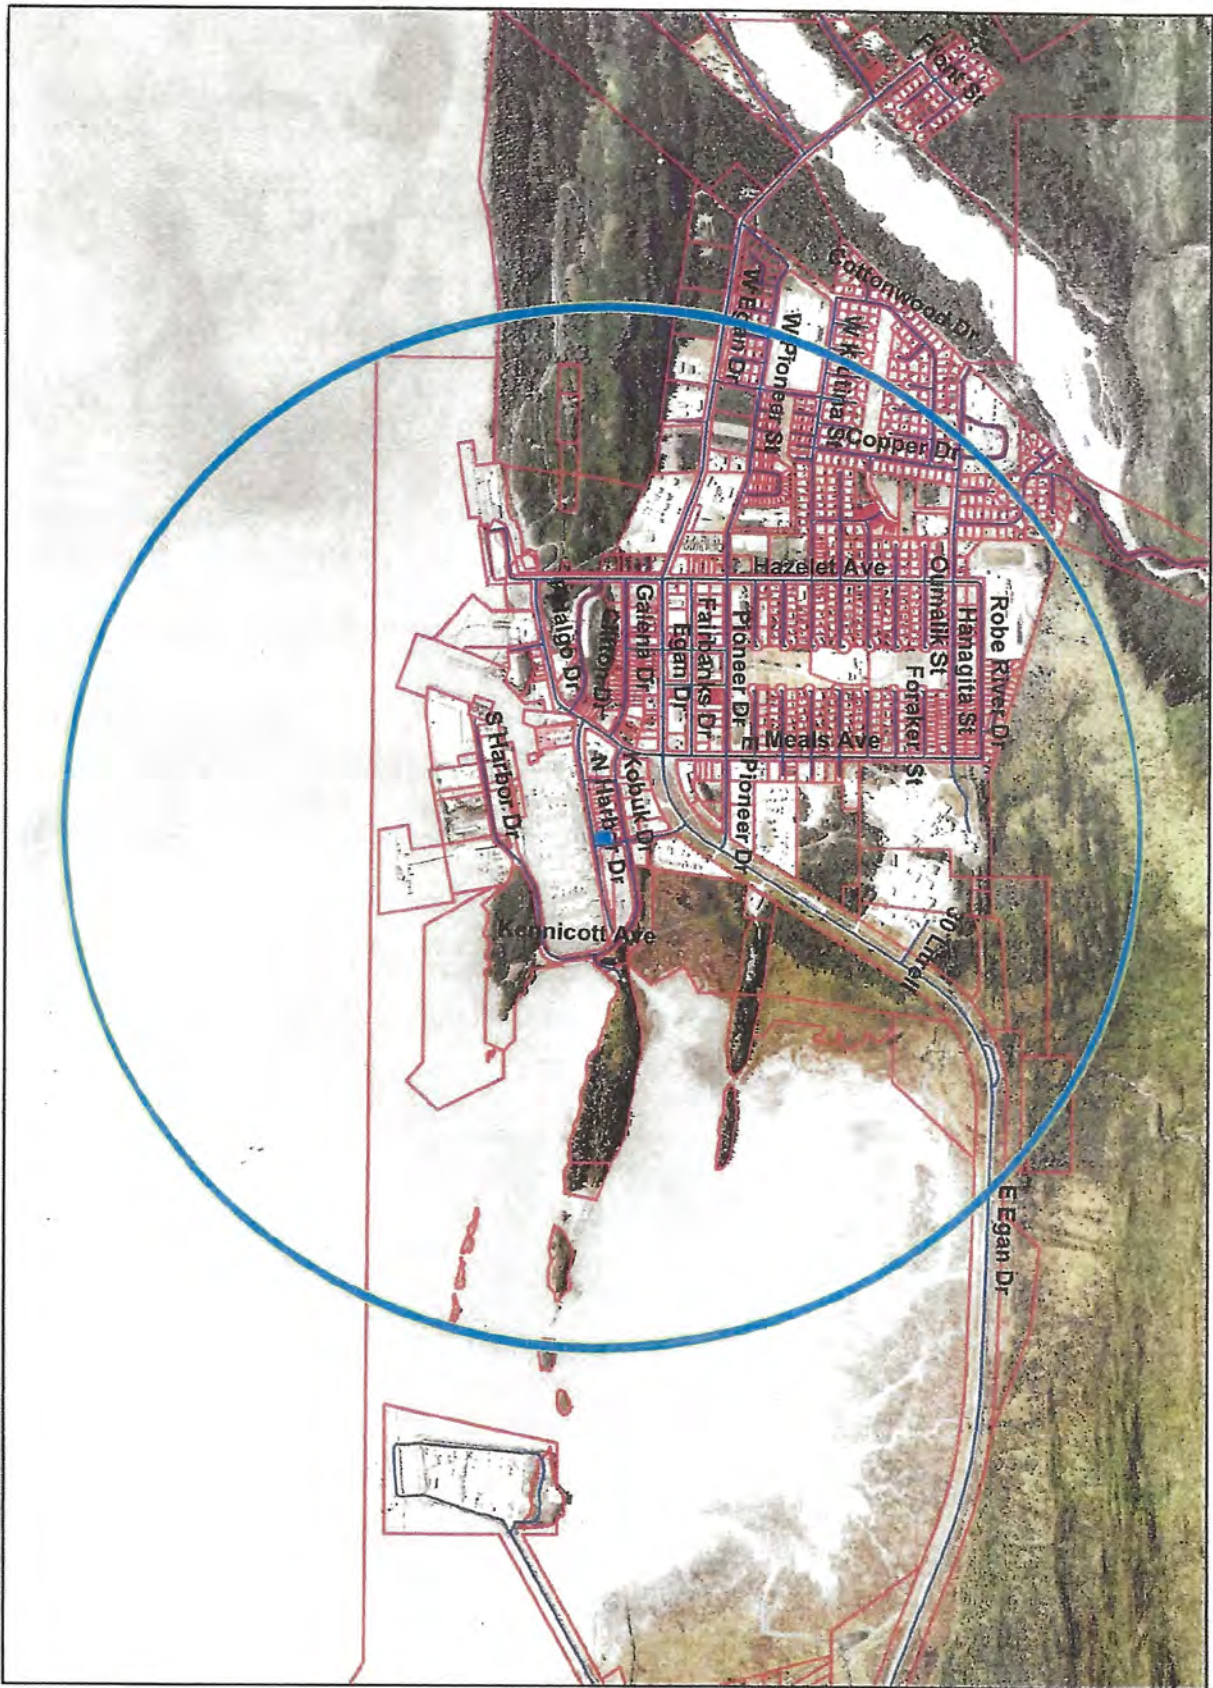 Front St
Cottonwood Dr
W Egan Dr
W Pioneer St
W Klutina St
Copper Dr
Hazelet Ave
Oumalik St
Hanagita St
Robe River Dr
Galena Dr
Egan Dr
Fairbanks Dr
Pioneer Dr
Foraker St
Clifton Dr
Meals Ave
E Pioneer Dr
Kobuk Dr
N Harbor Dr
S Harbor Dr
Kennicott Ave
E Egan Dr